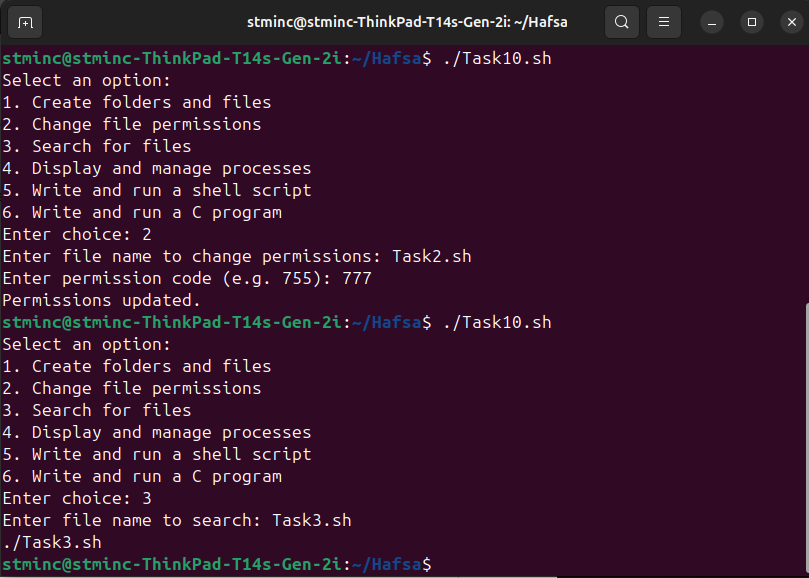 stminc@stminc-ThinkPad-T14s-Gen-2i: ~/Hafsa
stminc@stminc-ThinkPad-T14s-Gen-2i:~/Hafsa$ ./Task10.sh
Select an option:
1. Create folders and files
2. Change file permissions
3. Search for files
4. Display and manage processes
5. Write and run a shell script
6. Write and run a C program
Enter choice: 2
Enter file name to change permissions: Task2.sh
Enter permission code (e.g. 755): 777
Permissions updated.
stminc@stminc-ThinkPad-T14s-Gen-2i:~/Hafsa$ ./Task10.sh
Select an option:
1. Create folders and files
2. Change file permissions
3. Search for files
4. Display and manage processes
5. Write and run a shell script
6. Write and run a C program
Enter choice: 3
Enter file name to search: Task3.sh
./Task3.sh
stminc@stminc-ThinkPad-T14s-Gen-2i:~/Hafsa$